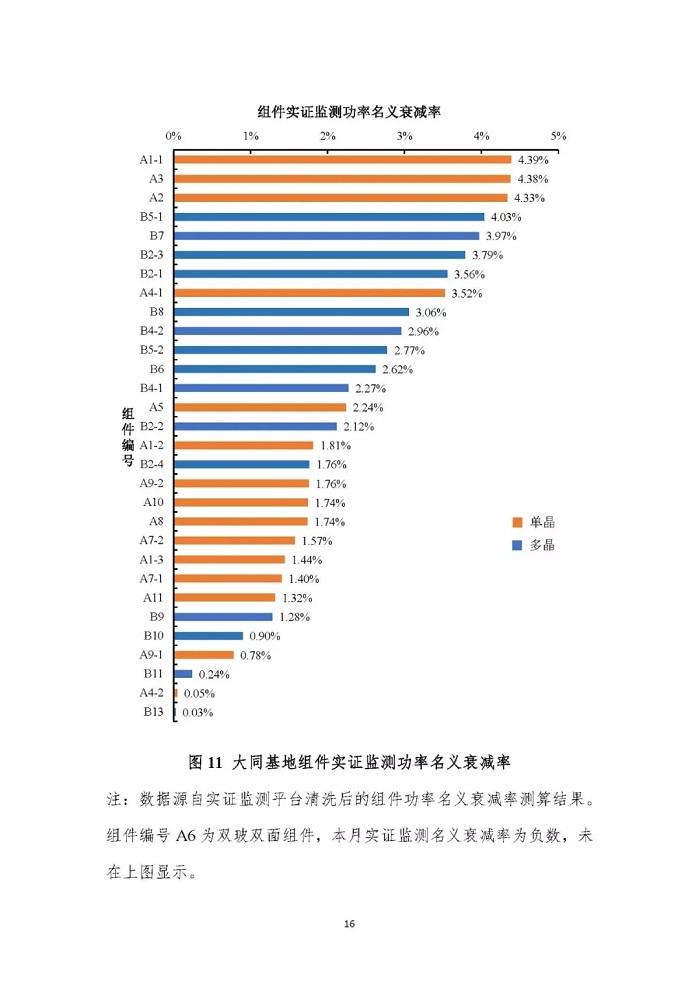 组件实证监测功率名义衰减率
0% 1% 2% 3% 4% 5%
组件编号
A1-1 4.39%
A3 4.38%
A2 4.33%
B5-1 4.03%
B7 3.97%
B2-3 3.79%
B2-1 3.56%
A4-1 3.52%
B8 3.06%
B4-2 2.96%
B5-2 2.77%
B6 2.62%
B4-1 2.27%
A5 2.24%
B2-2 2.12%
A1-2 1.81%
B2-4 1.76%
A9-2 1.76%
A10 1.74%
A8 1.74%
A7-2 1.57%
A1-3 1.44%
A7-1 1.40%
A11 1.32%
B9 1.28%
B10 0.90%
A9-1 0.78%
B11 0.24%
A4-2 0.05%
B13 0.03%
单晶
多晶
图 11 大同基地组件实证监测功率名义衰减率
注：数据源自实证监测平台清洗后的组件功率名义衰减率测算结果。
组件编号 A6 为双玻双面组件，本月实证监测名义衰减率为负数，未
在上图显示。
16